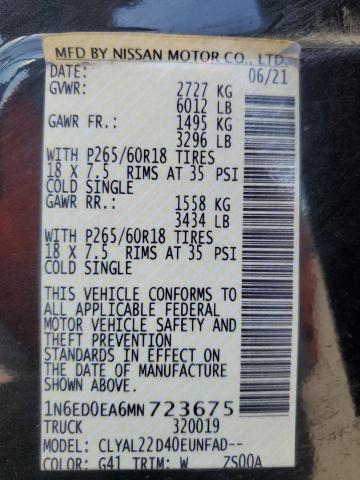 MFD BY NISSAN MOTOR CO., LTD.
DATE: 06/21
GVWR: 2727 KG
6012 LB
GAWR FR.: 1495 KG
3296 LB
WITH P265/60R18 TIRES
18 X 7.5 RIMS AT 35 PSI
COLD SINGLE
GAWR RR.: 1558 KG
3434 LB
WITH P265/60R18 TIRES
18 X 7.5 RIMS AT 35 PSI
COLD SINGLE
THIS VEHICLE CONFORMS TO
ALL APPLICABLE FEDERAL
MOTOR VEHICLE SAFETY AND
THEFT PREVENTION
STANDARDS IN EFFECT ON
THE DATE OF MANUFACTURE
SHOWN ABOVE.
1N6ED0EA6MN723675
TRUCK 320019
MODEL: CLYAL22D40EUNFAD--
COLOR: G41 TRIM: W ZS00A